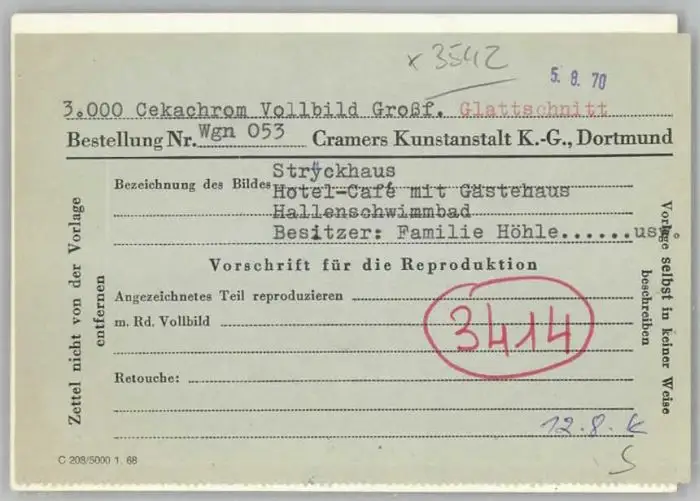 x 3542
5. 8. 70
3.000 Cekachrom Vollbild Großf. Glattschnitt
Bestellung Nr. Wgn 053 Cramers Kunstanstalt K.-G., Dortmund
Bezeichnung des Bildes Stryckhaus
Hotel-Café mit Gästehaus
Hallenschwimmbad
Besitzer: Familie Höhle......usw.
Vorschrift für die Reproduktion
Angezeichnetes Teil reproduzieren
m. Rd. Vollbild
3414
Retouche:
12.8. k
S
C 208/5000 1. 68
Zettel nicht von der Vorlage
entfernen
Vorlage selbst in keiner Weise
beschreiben